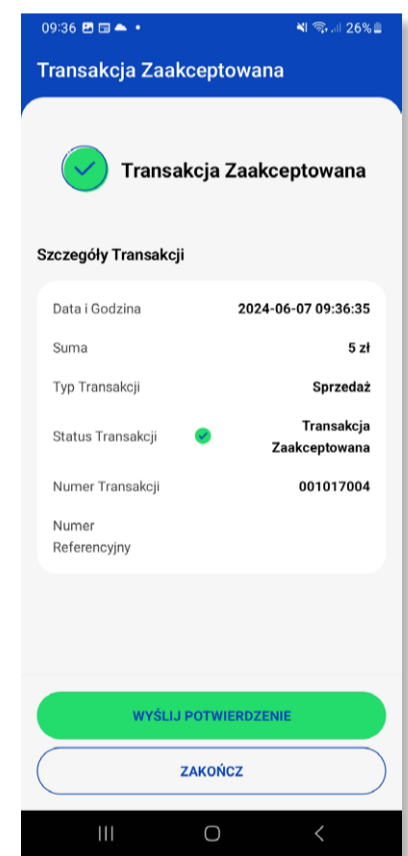 09:36 26%
Transakcja Zaakceptowana
Transakcja Zaakceptowana
Szczegóły Transakcji
Data i Godzina 2024-06-07 09:36:35
Suma 5 zł
Typ Transakcji Sprzedaż
Status Transakcji Transakcja
Zaakceptowana
Numer Transakcji 001017004
Numer
Referencyjny
WYŚLIJ POTWIERDZENIE
ZAKOŃCZ